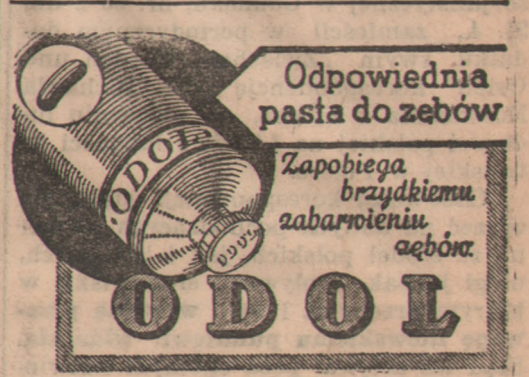 Odpowiednia
pasta do zębów
ODOL
Zapobiega
brzydkiemu
zabarwieniu
zębów.
ODOL
ODOL